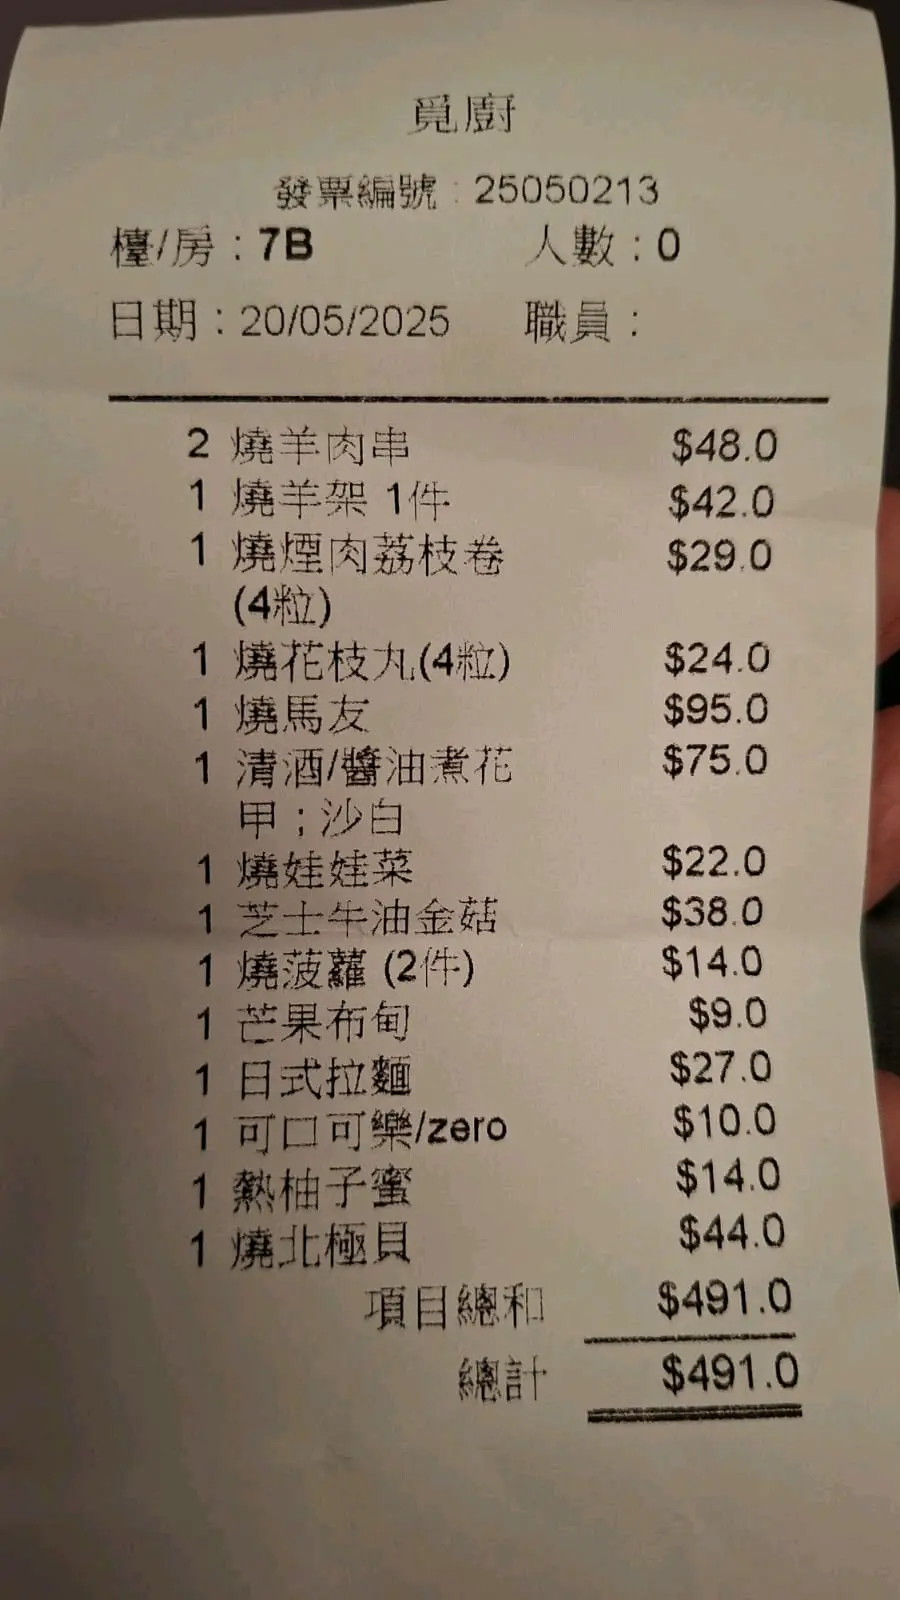 覓廚
發票編號 : 25050213
檯/房 : 7B 人數 : 0
日期 : 20/05/2025 職員 :
2 燒羊肉串 $48.0
1 燒羊架 1件 $42.0
1 燒煙肉荔枝卷 $29.0
(4粒)
1 燒花枝丸(4粒) $24.0
1 燒馬友 $95.0
1 清酒/醬油煮花 $75.0
甲 ; 沙白
1 燒娃娃菜 $22.0
1 芝士牛油金菇 $38.0
1 燒菠蘿 (2件) $14.0
1 芒果布甸 $9.0
1 日式拉麵 $27.0
1 可口可樂/zero $10.0
1 熱柚子蜜 $14.0
1 燒北極貝 $44.0
項目總和 $491.0
總計 $491.0